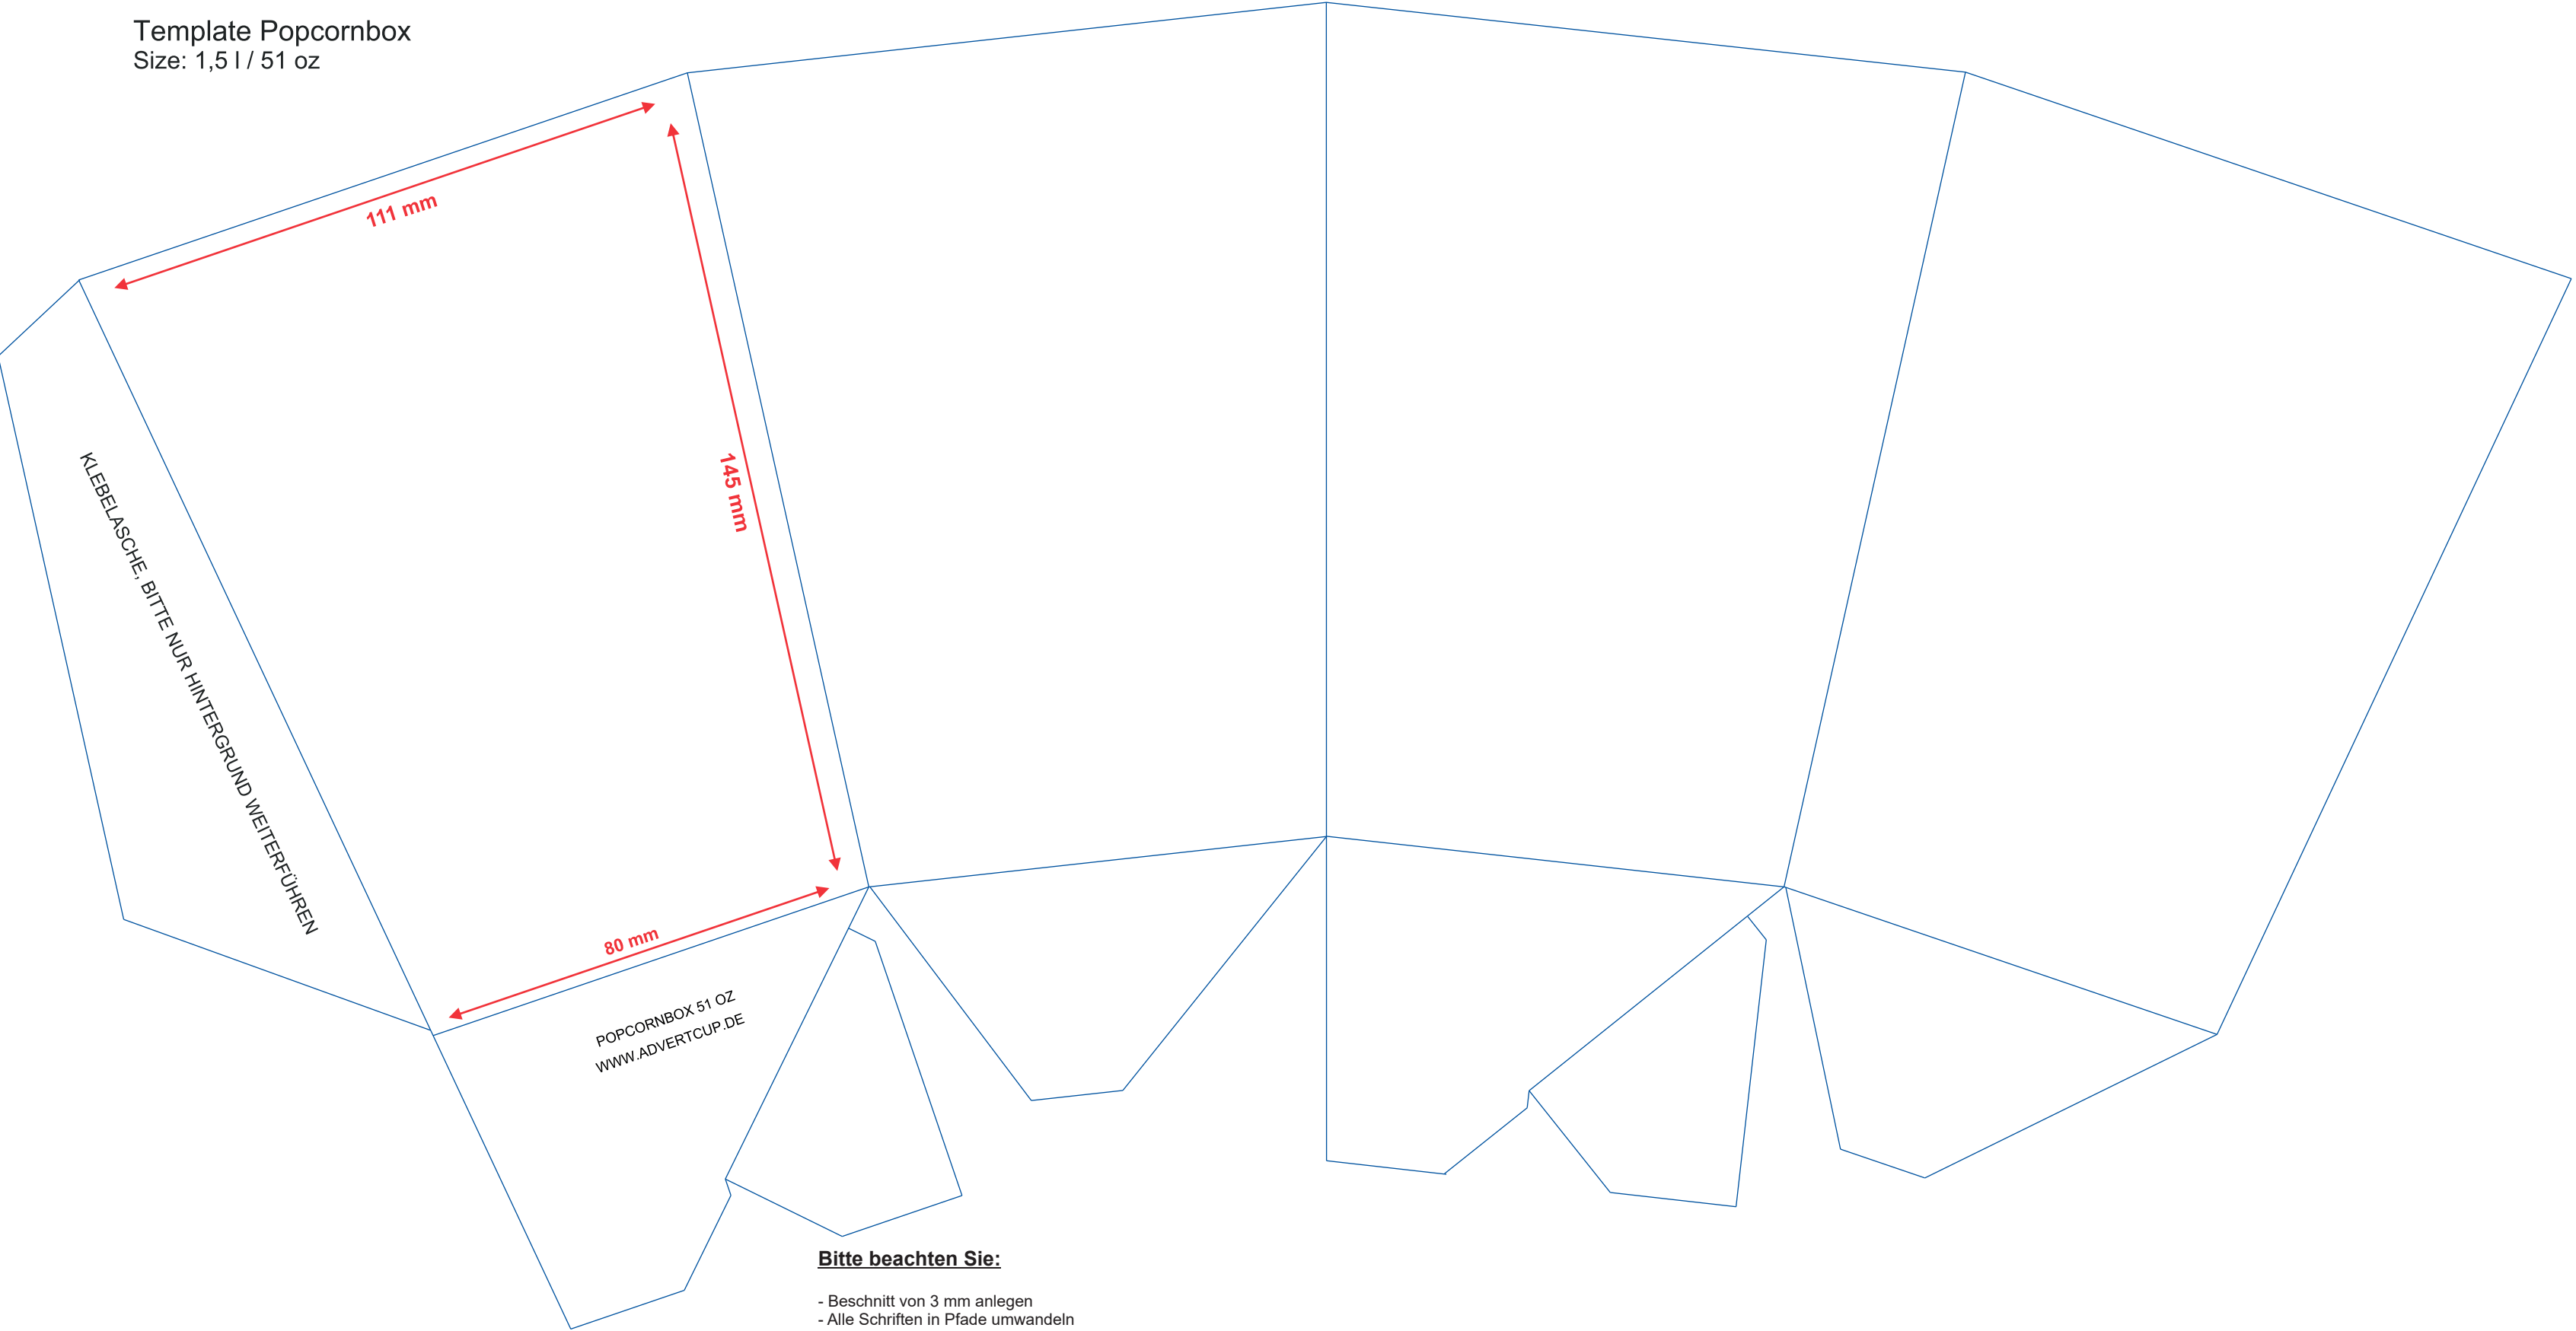 Template Popcornbox
Size: 1,5 l / 51 oz
111 mm
145 mm
KLEBELASCHE, BITTE NUR HINTERGRUND WEITERFÜHREN
80 mm
POPCORNBOX 51 OZ
WWW.ADVERTCUP.DE
Bitte beachten Sie:
- Beschnitt von 3 mm anlegen
- Alle Schriften in Pfade umwandeln